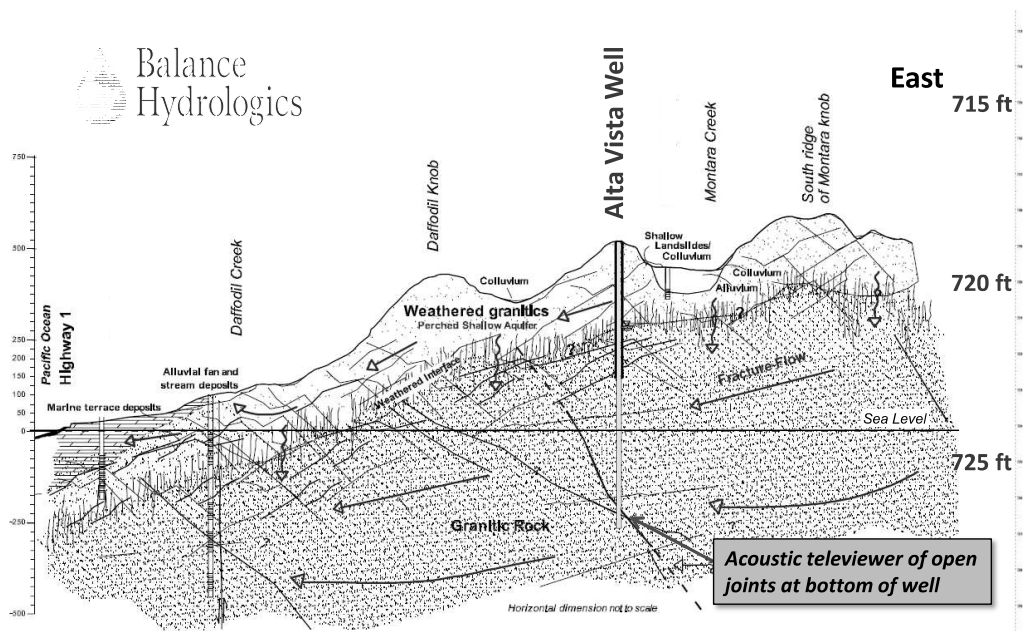 Balance
Hydrologics
East
715 ft
720 ft
725 ft
Alta Vista Well
Montara Creek
South ridge
of Montara knob
Daffodil Knob
Daffodil Creek
Pacific Ocean
Highway 1
750
500
250
200
150
100
50
0
-250
-500
Shallow
Landslides/
Colluvium
Colluvium
Colluvium
Alluvium
Weathered granitics
Perched Shallow Aquifer
Weathered Interface
Alluvial fan and
stream deposits
Marine terrace deposits
?
?
Fracture-Flow
Sea Level
Granitic Rock
?
?
?
Acoustic televiewer of open
joints at bottom of well
Horizontal dimension not to scale